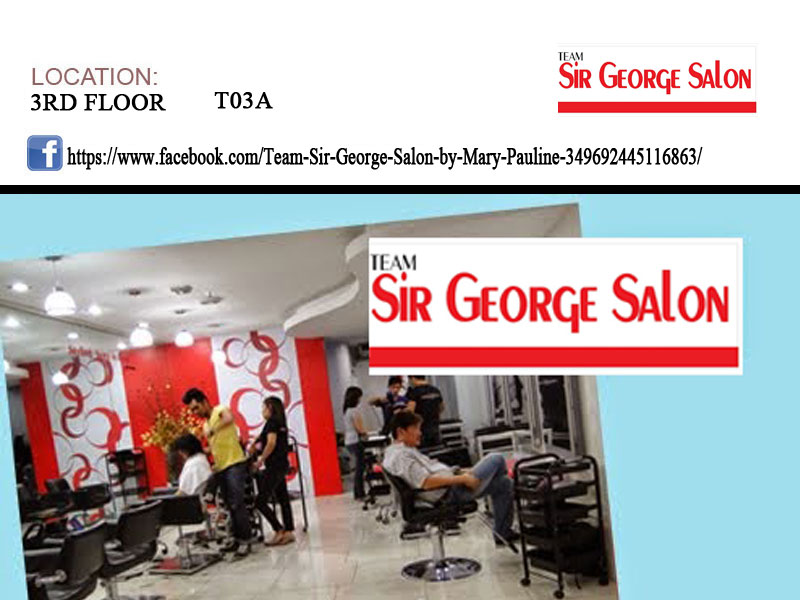 LOCATION:
3RD FLOOR T03A
TEAM
SIR GEORGE SALON
https://www.facebook.com/Team-Sir-George-Salon-by-Mary-Pauline-349692445116863/
TEAM
SIR GEORGE SALON